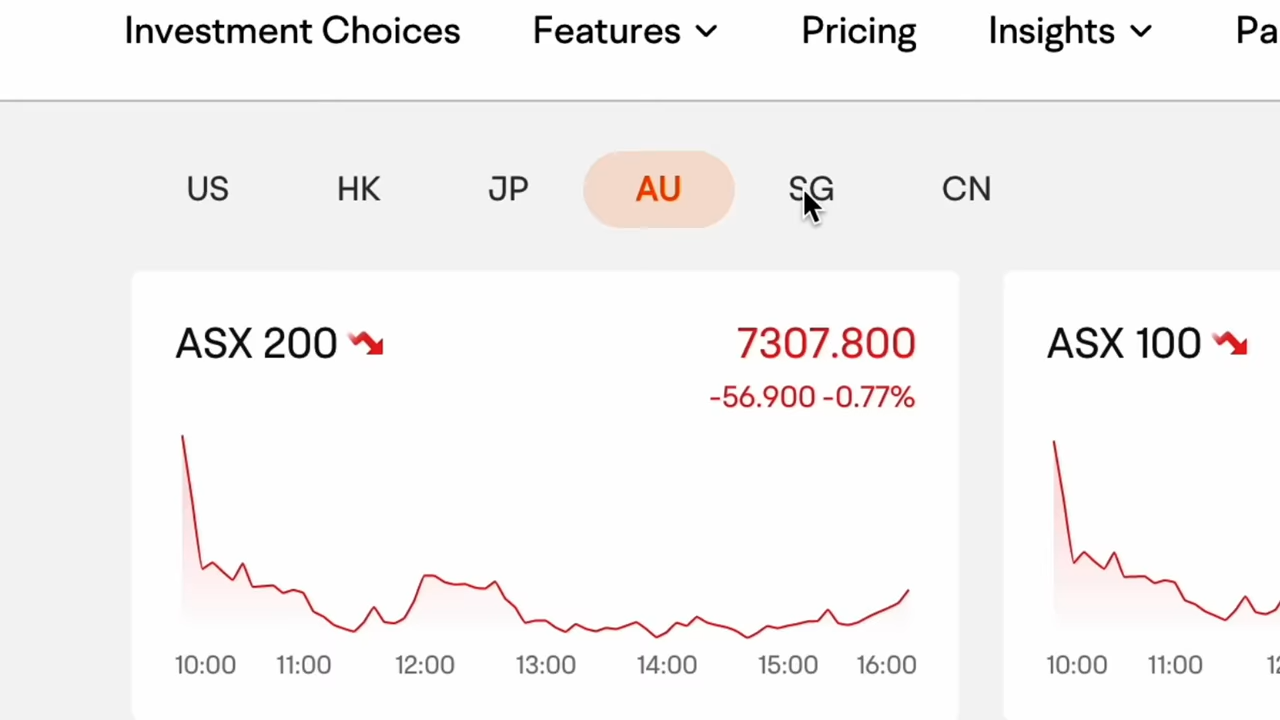 Investment Choices Features Pricing Insights Pa
US HK JP AU SG CN
ASX 200 7307.800
-56.900 -0.77%
10:00 11:00 12:00 13:00 14:00 15:00 16:00
ASX 100
10:00 11:00 12